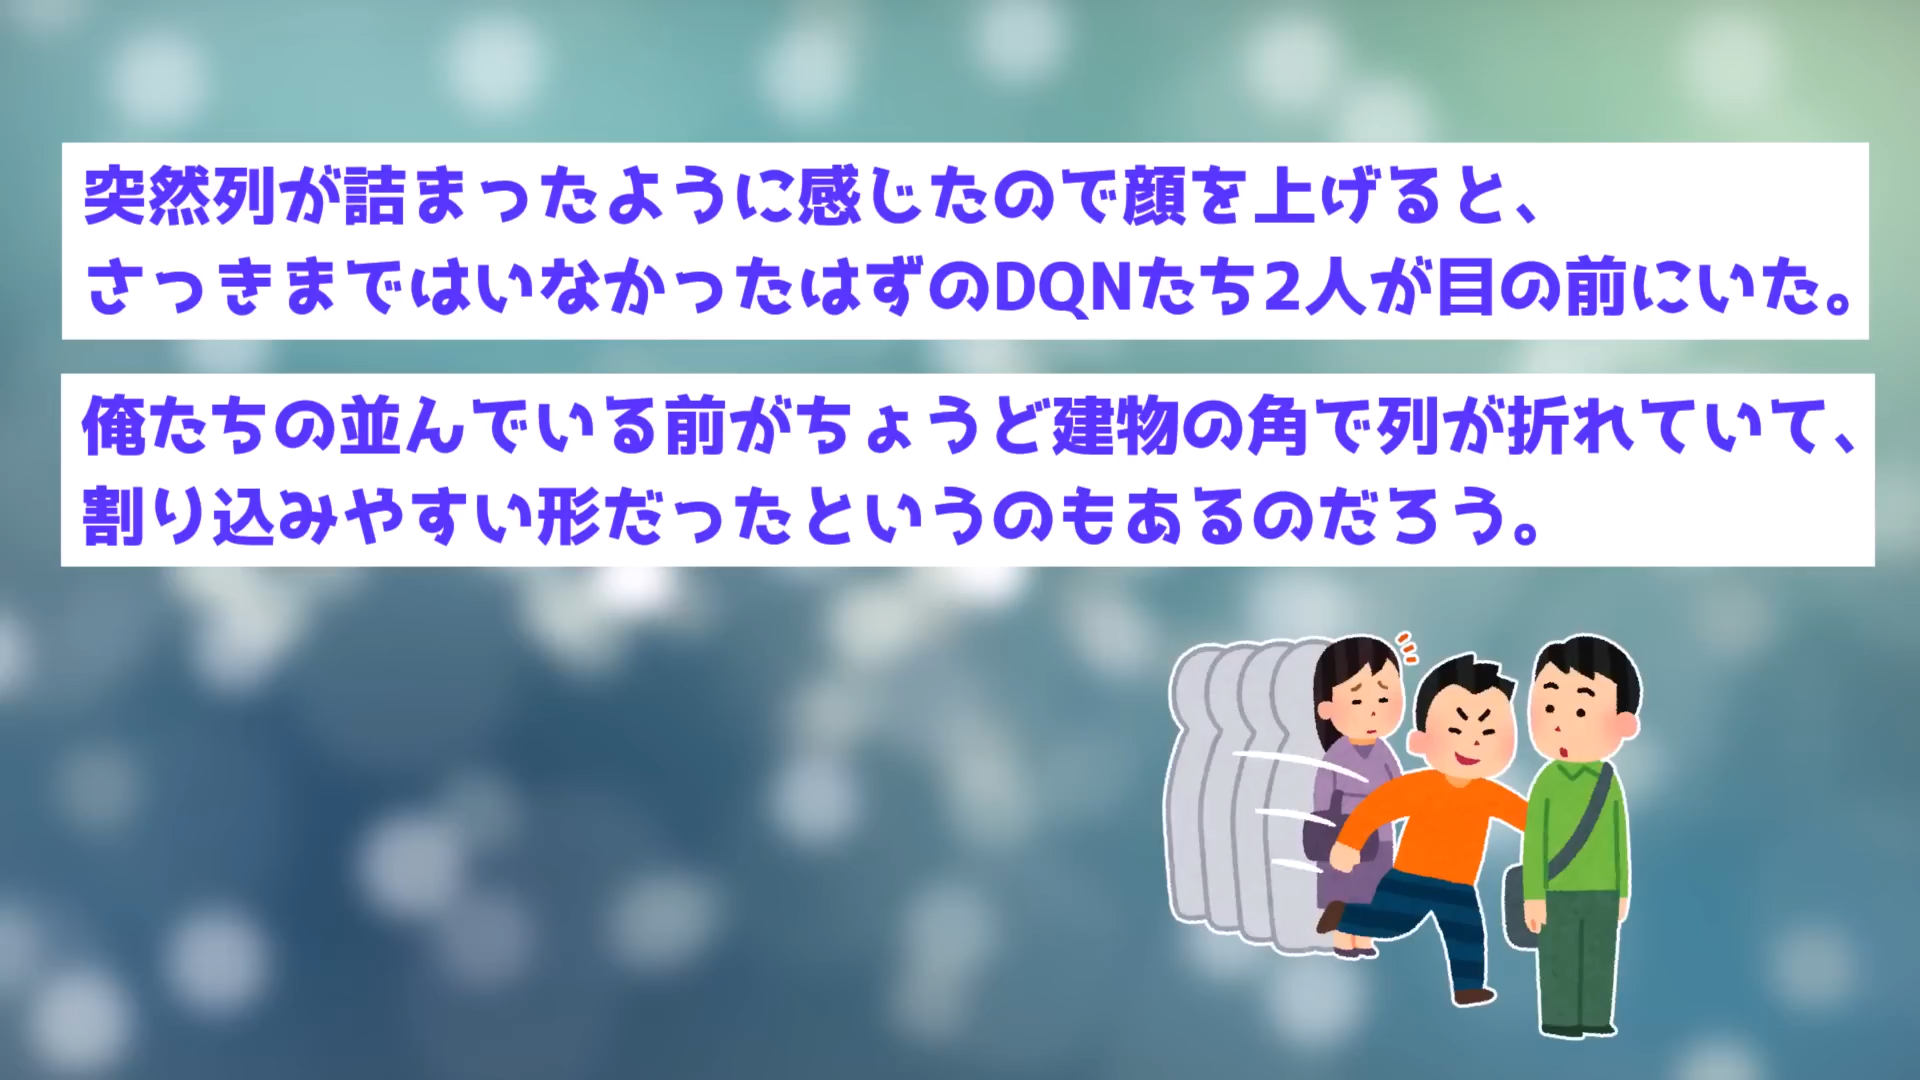 突然列が詰まったように感じたので顔を上げると、
さっきまではいなかったはずのDQNたち2人が目の前にいた。
俺たちの並んでいる前がちょうど建物の角で列が折れていて、
割り込みやすい形だったというのもあるのだろう。